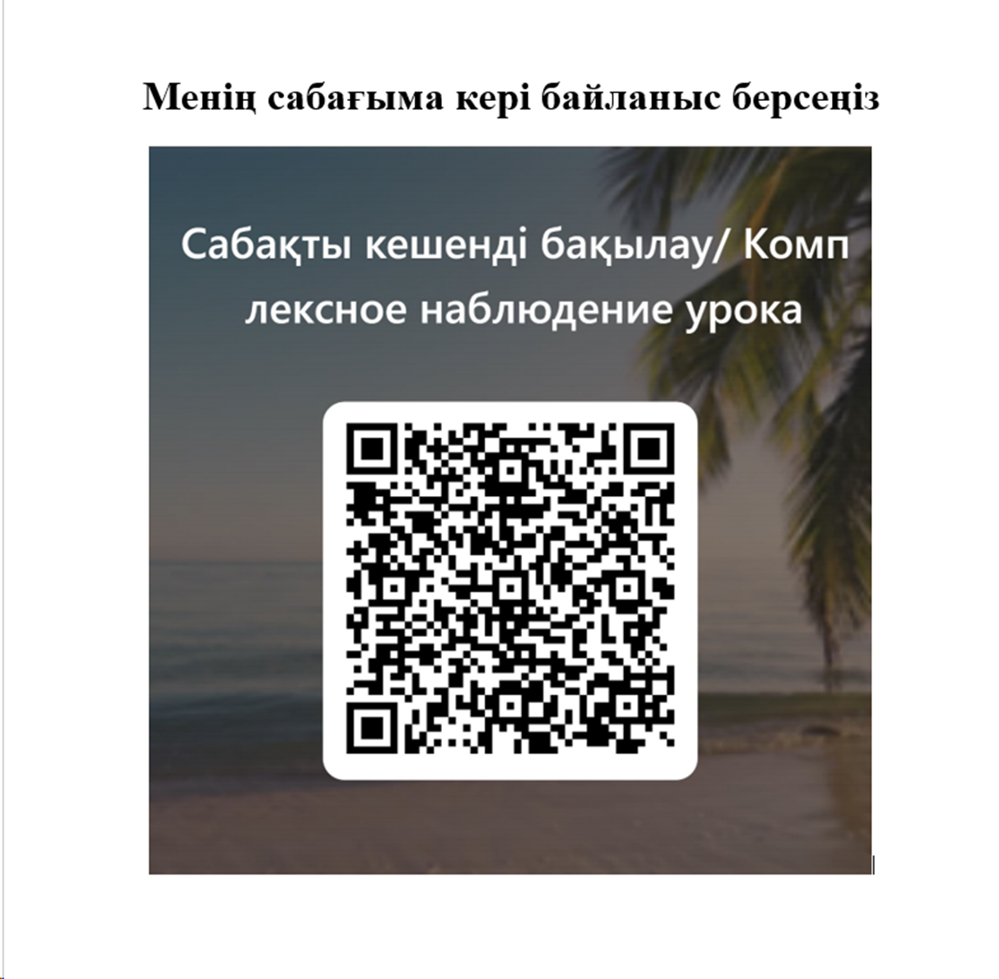 Менің сабағыма кері байланыс берсеңіз
Сабақты кешенді бақылау/ Комп
лексное наблюдение урока